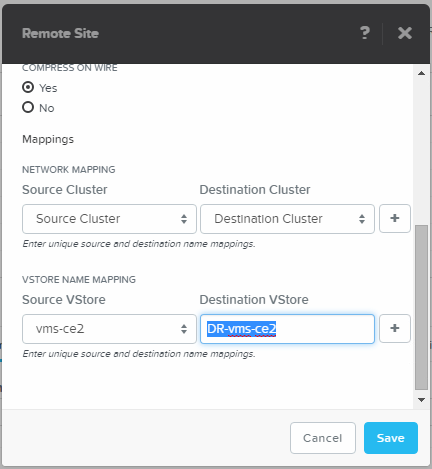 Remote Site ?
COMPRESS ON WIRE
Yes
No
Mappings
NETWORK MAPPING
Source Cluster Destination Cluster
Source Cluster Destination Cluster +
Enter unique source and destination name mappings.
VSTORE NAME MAPPING
Source VStore Destination VStore
vms-ce2 DR-vms-ce2 +
Enter unique source and destination name mappings.
Cancel Save